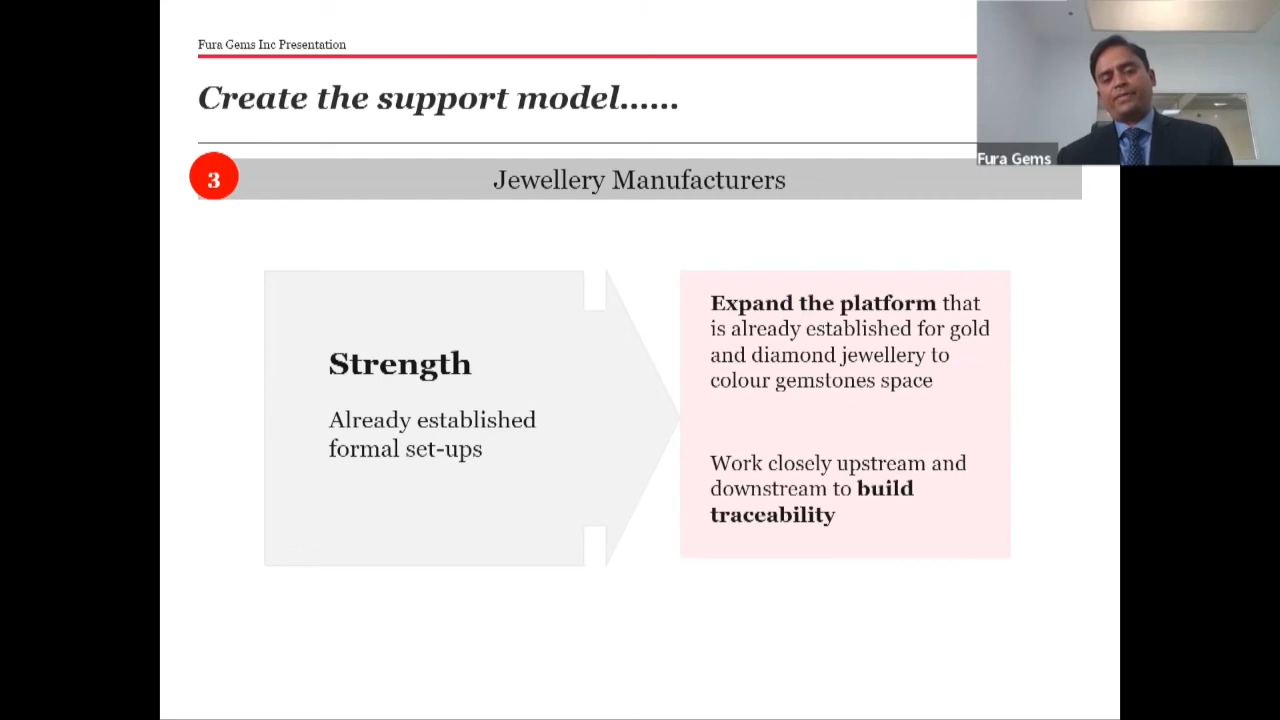 Fura Gems Inc Presentation
Create the support model......
Fura Gems
3
Jewellery Manufacturers
Strength
Already established
formal set-ups
Expand the platform that
is already established for gold
and diamond jewellery to
colour gemstones space
Work closely upstream and
downstream to build
traceability